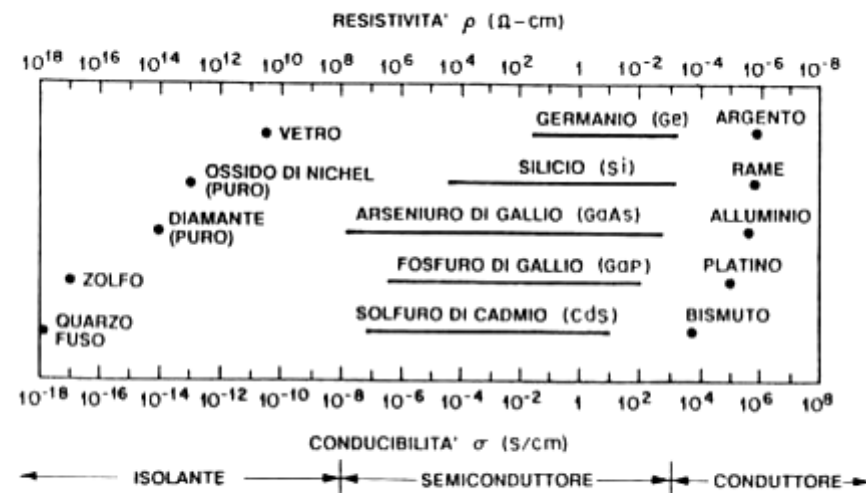 RESISTIVITA' ρ (Ω-cm)
10^18 10^16 10^14 10^12 10^10 10^8 10^6 10^4 10^2 1 10^-2 10^-4 10^-6 10^-8
VETRO
GERMANIO (Ge)
ARGENTO
OSSIDO DI NICHEL
(PURO)
SILICIO (Si)
RAME
DIAMANTE
(PURO)
ARSENIURO DI GALLIO (GaAs)
ALLUMINIO
ZOLFO
FOSFURO DI GALLIO (GaP)
PLATINO
QUARZO
FUSO
SOLFURO DI CADMIO (CdS)
BISMUTO
10^-18 10^-16 10^-14 10^-12 10^-10 10^-8 10^-6 10^-4 10^-2 1 10^2 10^4 10^6 10^8
CONDUCIBILITA' σ (S/cm)
ISOLANTE SEMICONDUTTORE CONDUTTORE